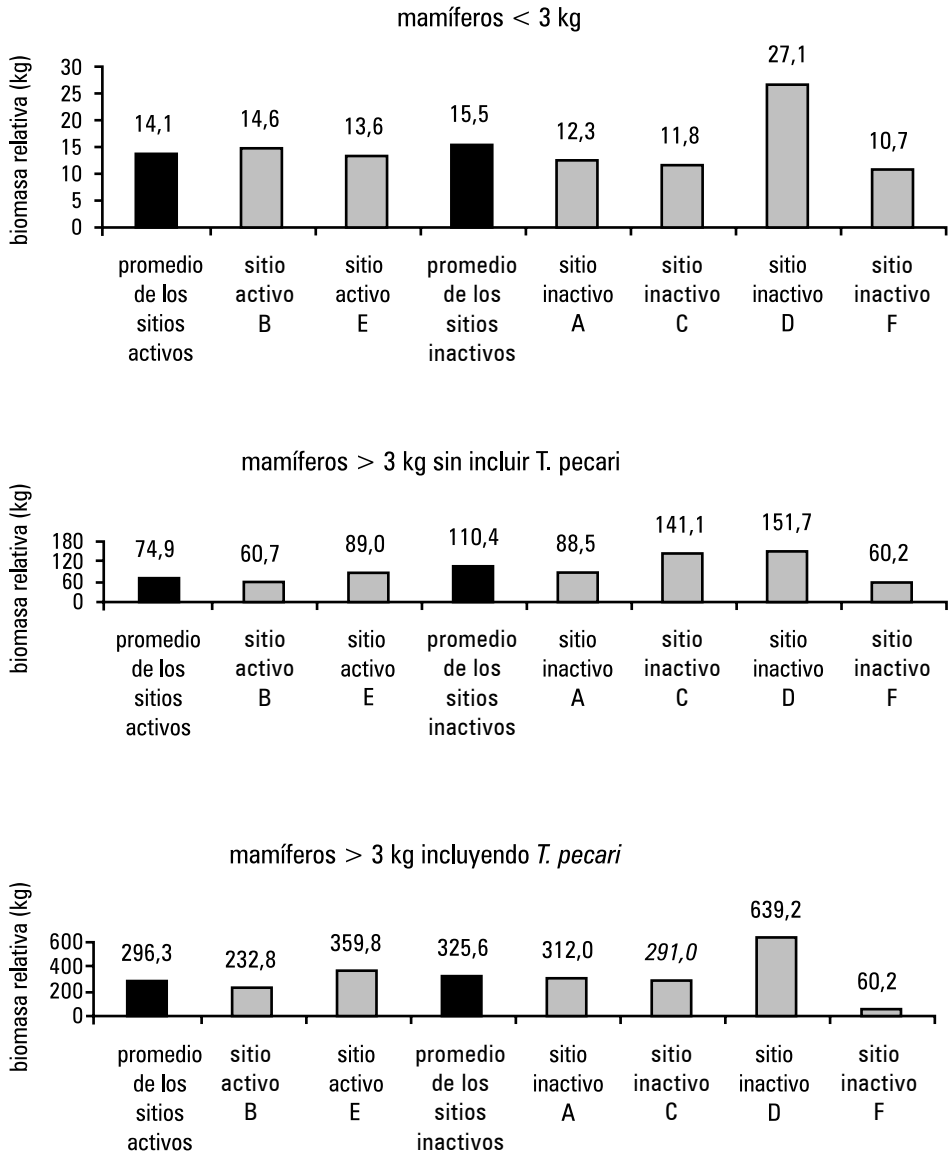 mamíferos < 3 kg
biomasa relativa (kg)
30
25
20
15
10
5
0
14,1
14,6
13,6
15,5
12,3
11,8
27,1
10,7
promedio de los sitios activos
sitio activo B
sitio activo E
promedio de los sitios inactivos
sitio inactivo A
sitio inactivo C
sitio inactivo D
sitio inactivo F
mamíferos > 3 kg sin incluir T. pecari
biomasa relativa (kg)
180
120
60
0
74,9
60,7
89,0
110,4
88,5
141,1
151,7
60,2
promedio de los sitios activos
sitio activo B
sitio activo E
promedio de los sitios inactivos
sitio inactivo A
sitio inactivo C
sitio inactivo D
sitio inactivo F
mamíferos > 3 kg incluyendo T. pecari
biomasa relativa (kg)
600
400
200
0
296,3
232,8
359,8
325,6
312,0
291,0
639,2
60,2
promedio de los sitios activos
sitio activo B
sitio activo E
promedio de los sitios inactivos
sitio inactivo A
sitio inactivo C
sitio inactivo D
sitio inactivo F